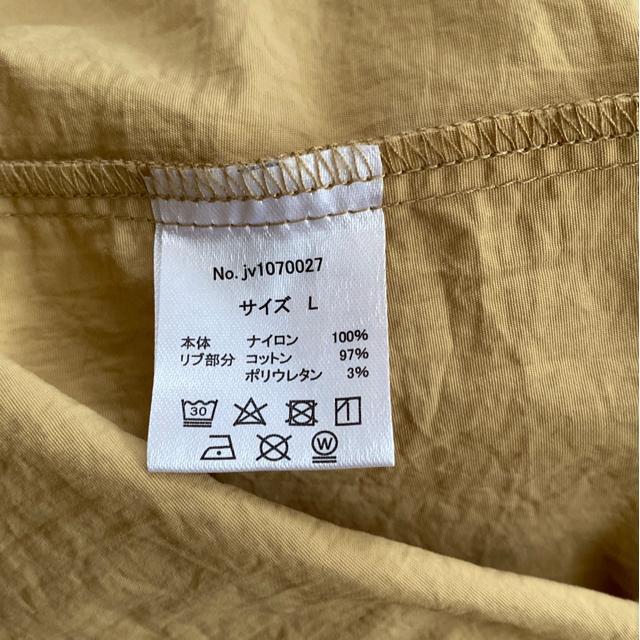 No. jv1070027
サイズ L
本体 ナイロン 100%
リブ部分 コットン 97%
ポリウレタン 3%
30
W